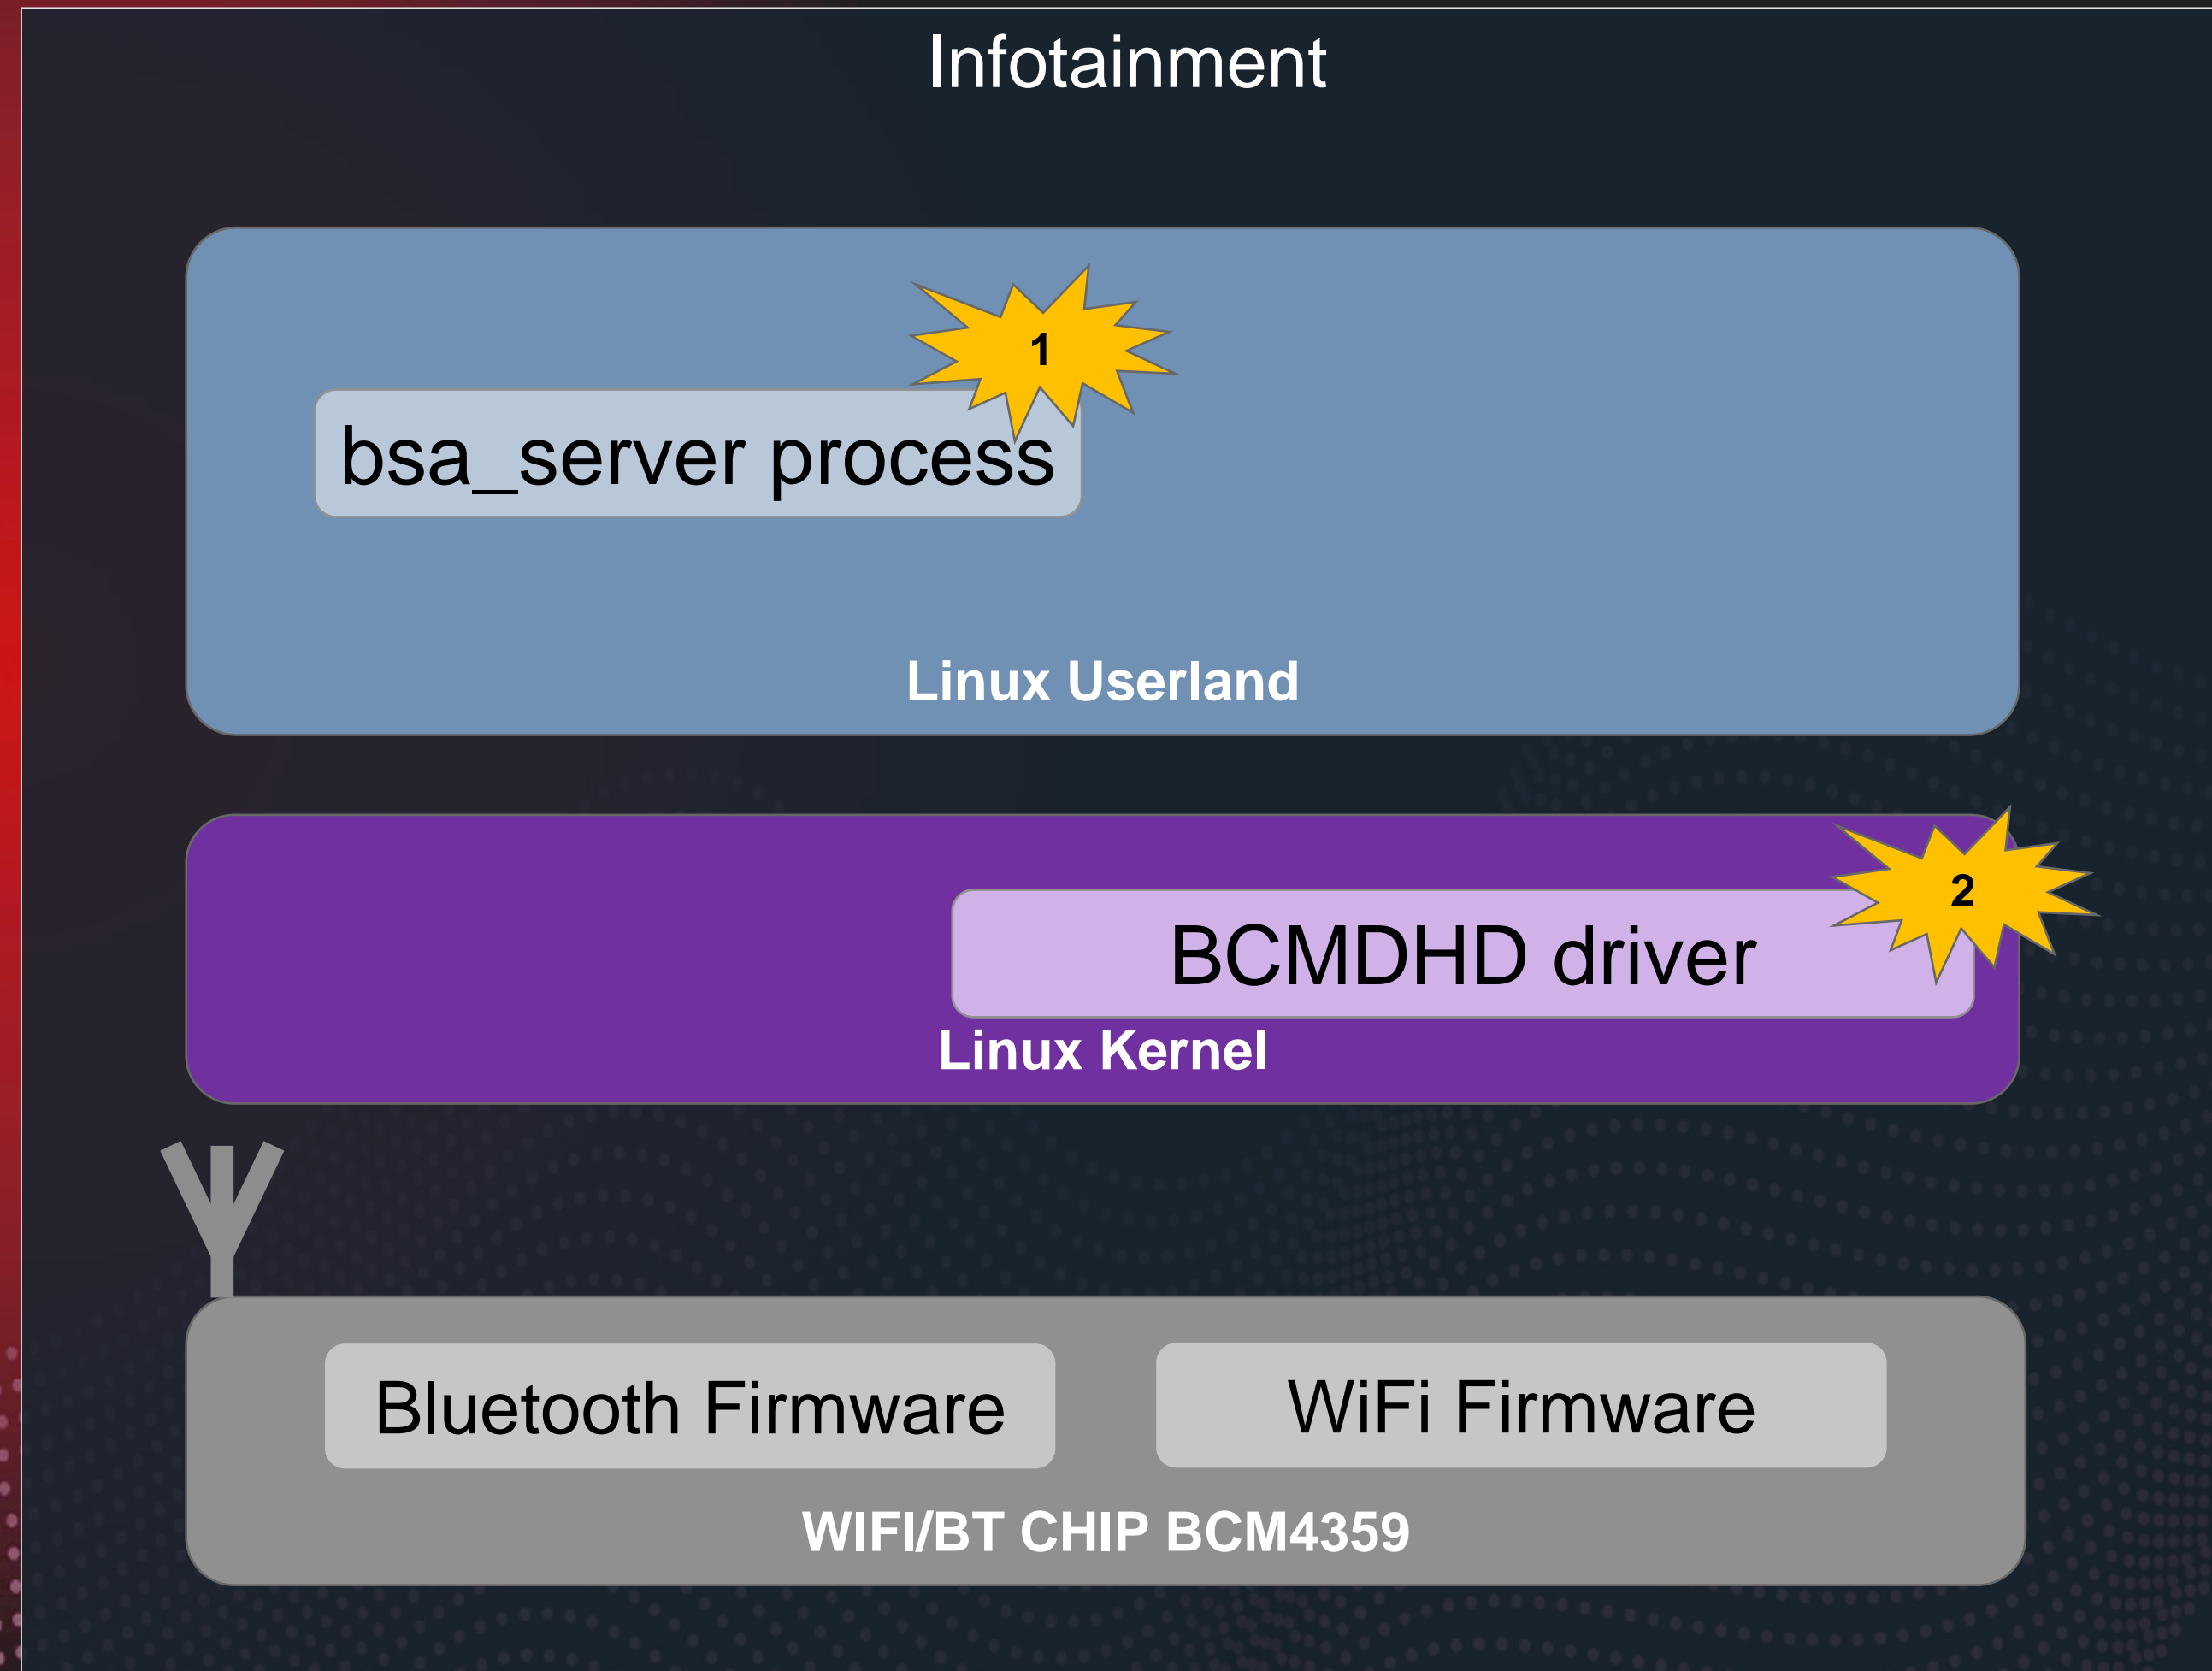 Infotainment
1
bsa_server process
Linux Userland
2
BCMDHD driver
Linux Kernel
Bluetooth Firmware
WiFi Firmware
WIFI/BT CHIP BCM4359